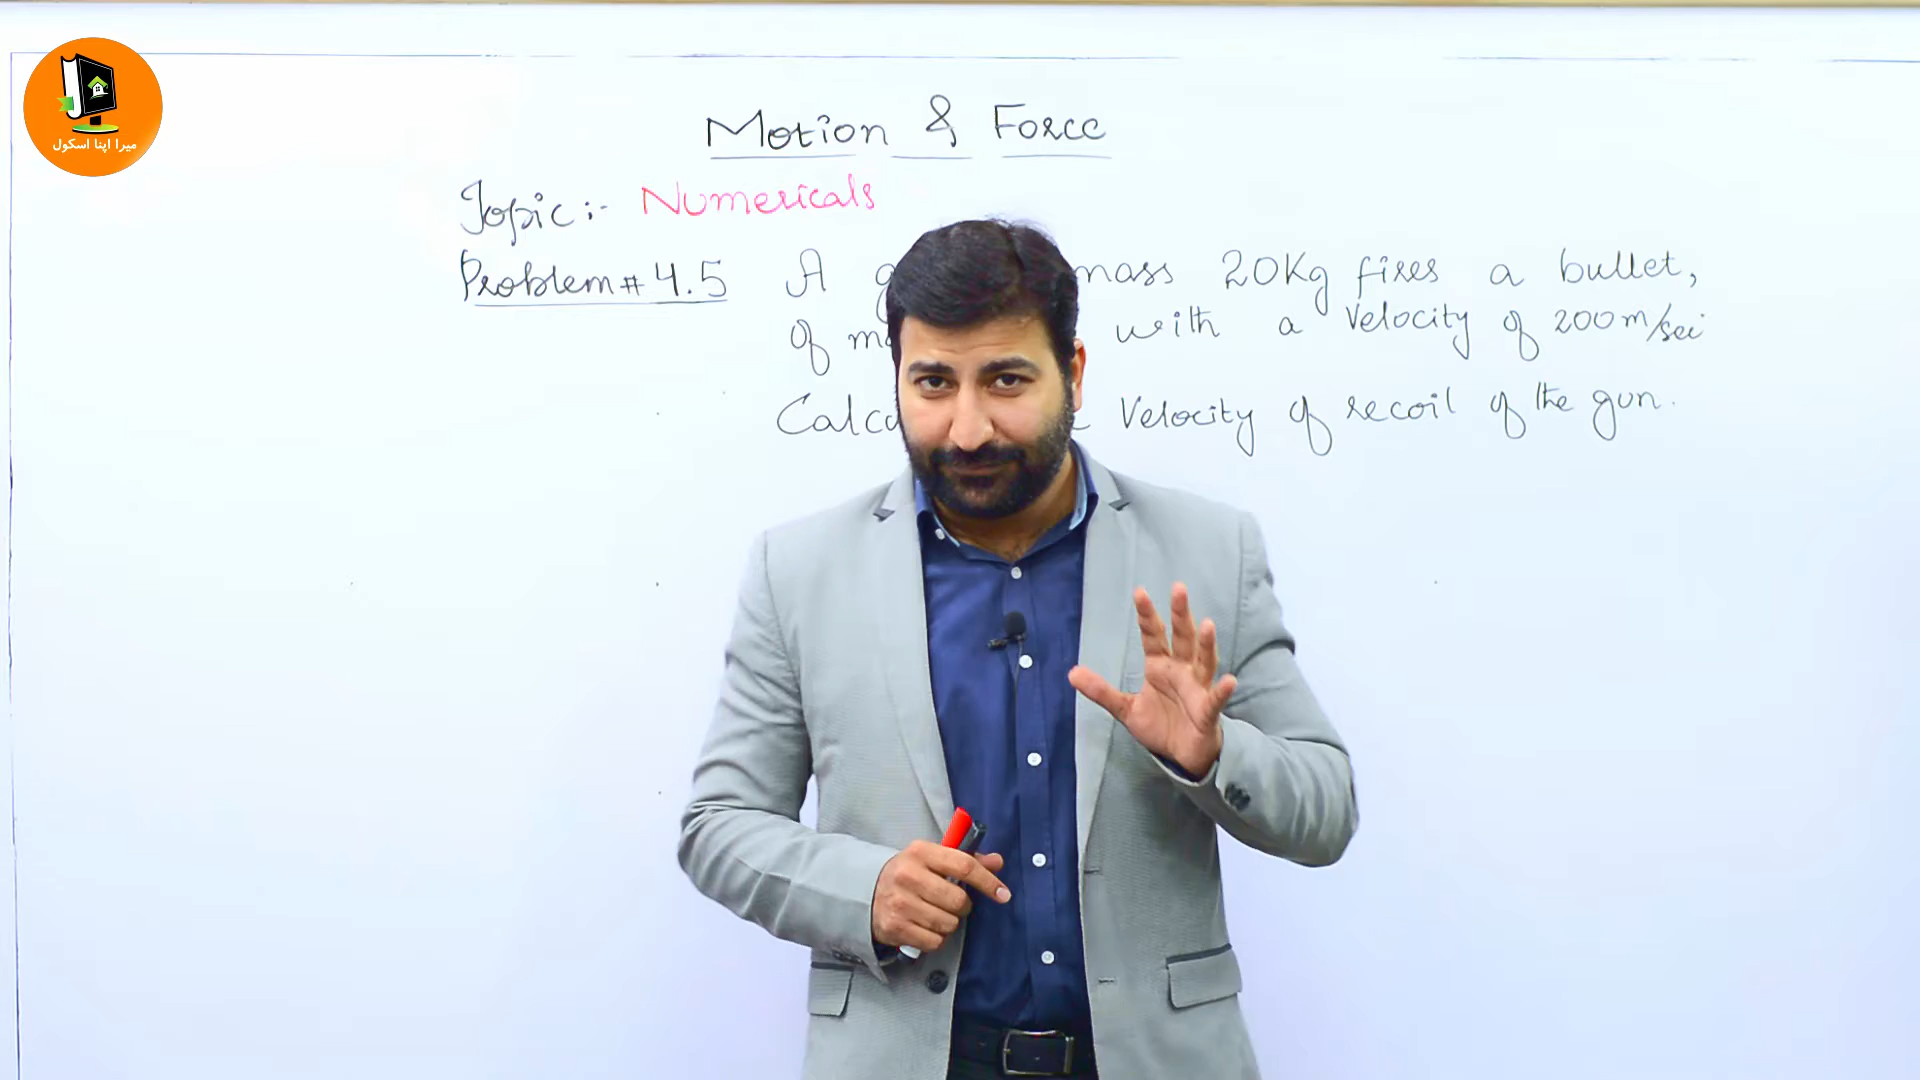 میرا اپنا اسکول
Motion & Force
Topic :- Numericals
Problem # 4.5 A mass 20Kg fires a bullet,
of with a Velocity of 200m/sec
Velocity of recoil of the gun.